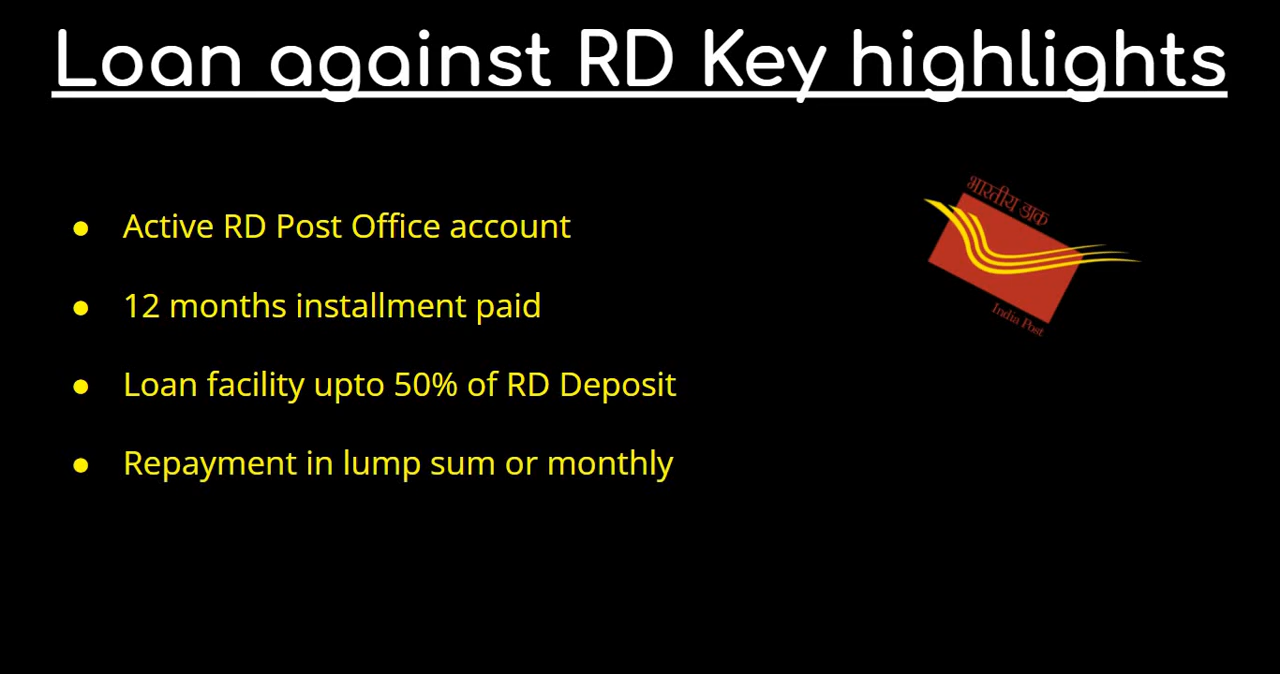 Loan against RD Key highlights
● Active RD Post Office account
● 12 months installment paid
● Loan facility upto 50% of RD Deposit
● Repayment in lump sum or monthly
भारतीय डाक
India Post